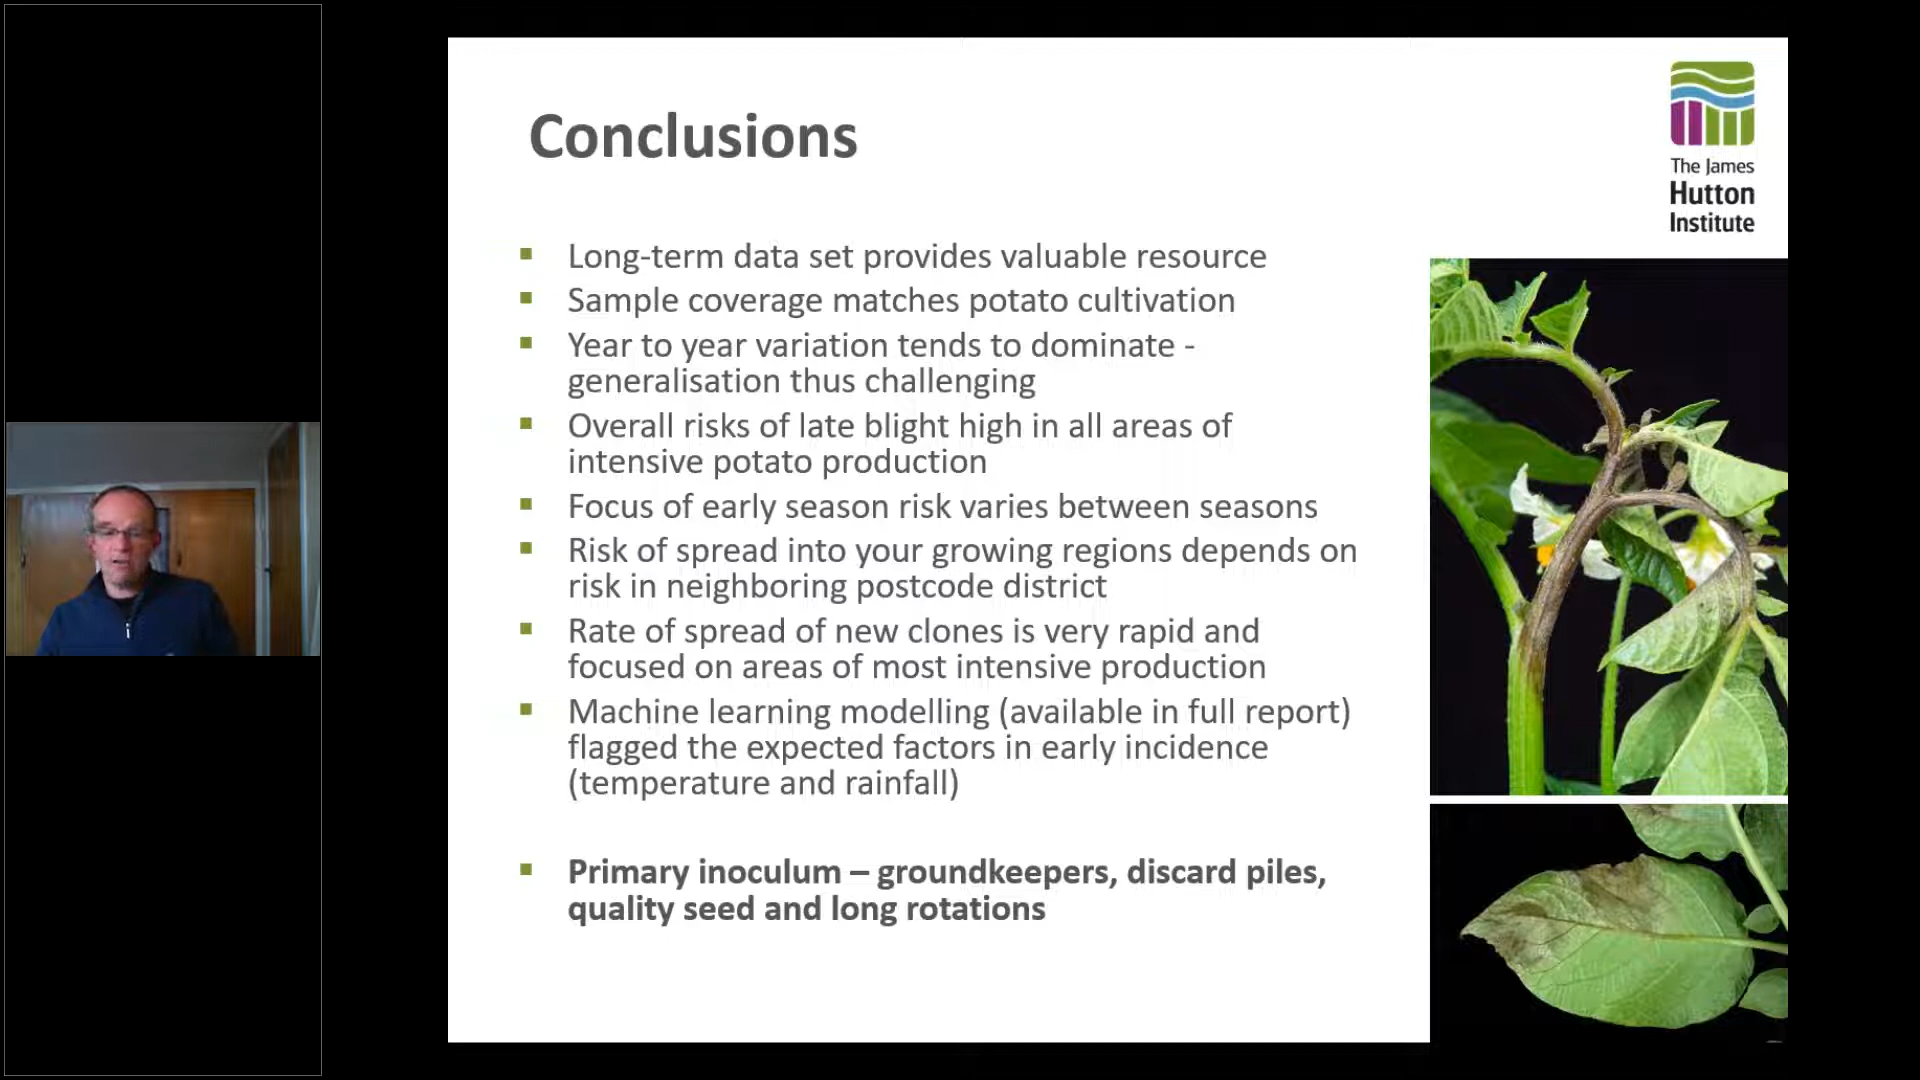 Conclusions
The James
Hutton
Institute
Long-term data set provides valuable resource
Sample coverage matches potato cultivation
Year to year variation tends to dominate -
generalisation thus challenging
Overall risks of late blight high in all areas of
intensive potato production
Focus of early season risk varies between seasons
Risk of spread into your growing regions depends on
risk in neighboring postcode district
Rate of spread of new clones is very rapid and
focused on areas of most intensive production
Machine learning modelling (available in full report)
flagged the expected factors in early incidence
(temperature and rainfall)
Primary inoculum – groundkeepers, discard piles,
quality seed and long rotations